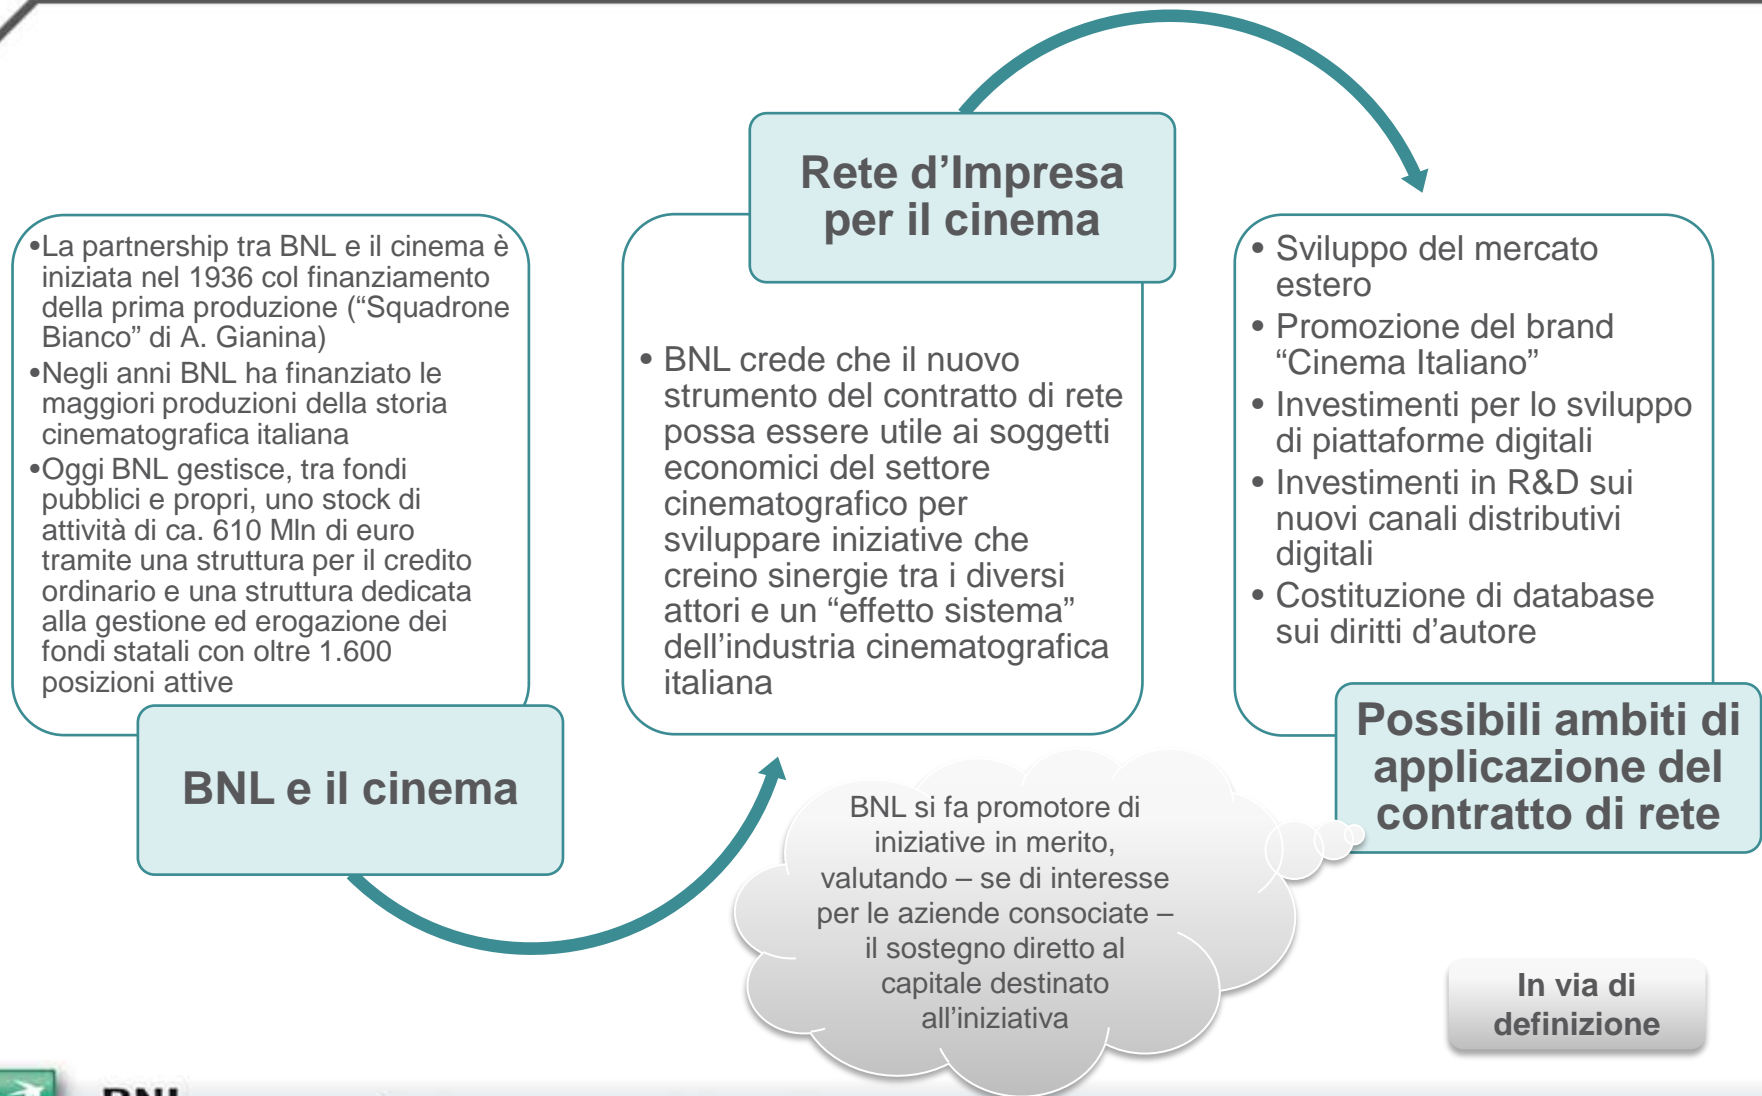 •La partnership tra BNL e il cinema è
iniziata nel 1936 col finanziamento
della prima produzione (“Squadrone
Bianco” di A. Gianina)
•Negli anni BNL ha finanziato le
maggiori produzioni della storia
cinematografica italiana
•Oggi BNL gestisce, tra fondi
pubblici e propri, uno stock di
attività di ca. 610 Mln di euro
tramite una struttura per il credito
ordinario e una struttura dedicata
alla gestione ed erogazione dei
fondi statali con oltre 1.600
posizioni attive
BNL e il cinema
Rete d’Impresa
per il cinema
• BNL crede che il nuovo
strumento del contratto di rete
possa essere utile ai soggetti
economici del settore
cinematografico per
sviluppare iniziative che
creino sinergie tra i diversi
attori e un “effetto sistema”
dell’industria cinematografica
italiana
• Sviluppo del mercato
estero
• Promozione del brand
“Cinema Italiano”
• Investimenti per lo sviluppo
di piattaforme digitali
• Investimenti in R&D sui
nuovi canali distributivi
digitali
• Costituzione di database
sui diritti d’autore
Possibili ambiti di
applicazione del
contratto di rete
BNL si fa promotore di
iniziative in merito,
valutando – se di interesse
per le aziende consociate –
il sostegno diretto al
capitale destinato
all’iniziativa
In via di
definizione
BNL